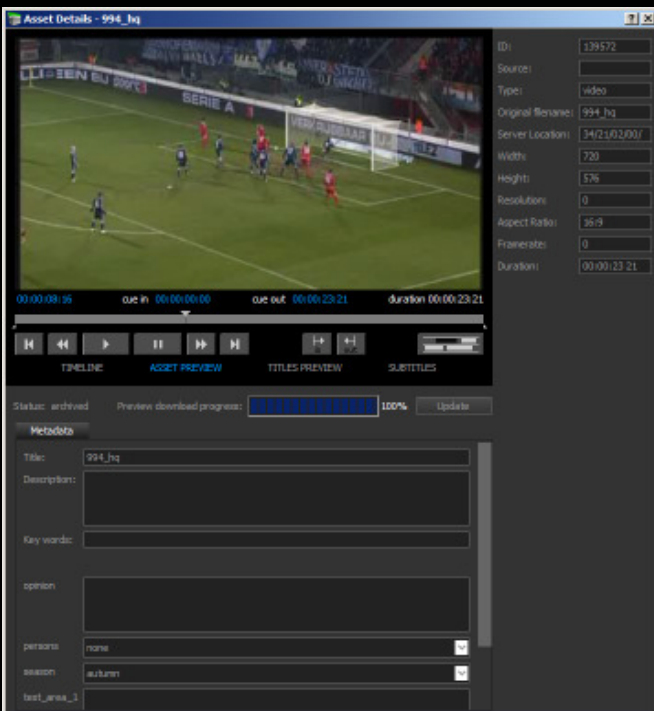 Asset Details - 994_hq
SERIE A
00:00:08:16 cue in 00:00:00:00 cue out 00:00:23:21 duration 00:00:23:21
TIMELINE ASSET PREVIEW TITLES PREVIEW SUBTITLES
Status: archived Preview download progress: 100% Update
Metadata
Title: 994_hq
Description:
Key words:
opinion
persons none
season autumn
text_area_1
ID: 139572
Source:
Type: video
Original filename: 994_hq
Server Location: 34/21/02/00/
Width: 720
Height: 576
Resolution: 0
Aspect Ratio: 16:9
Framerate: 0
Duration: 00:00:23 21